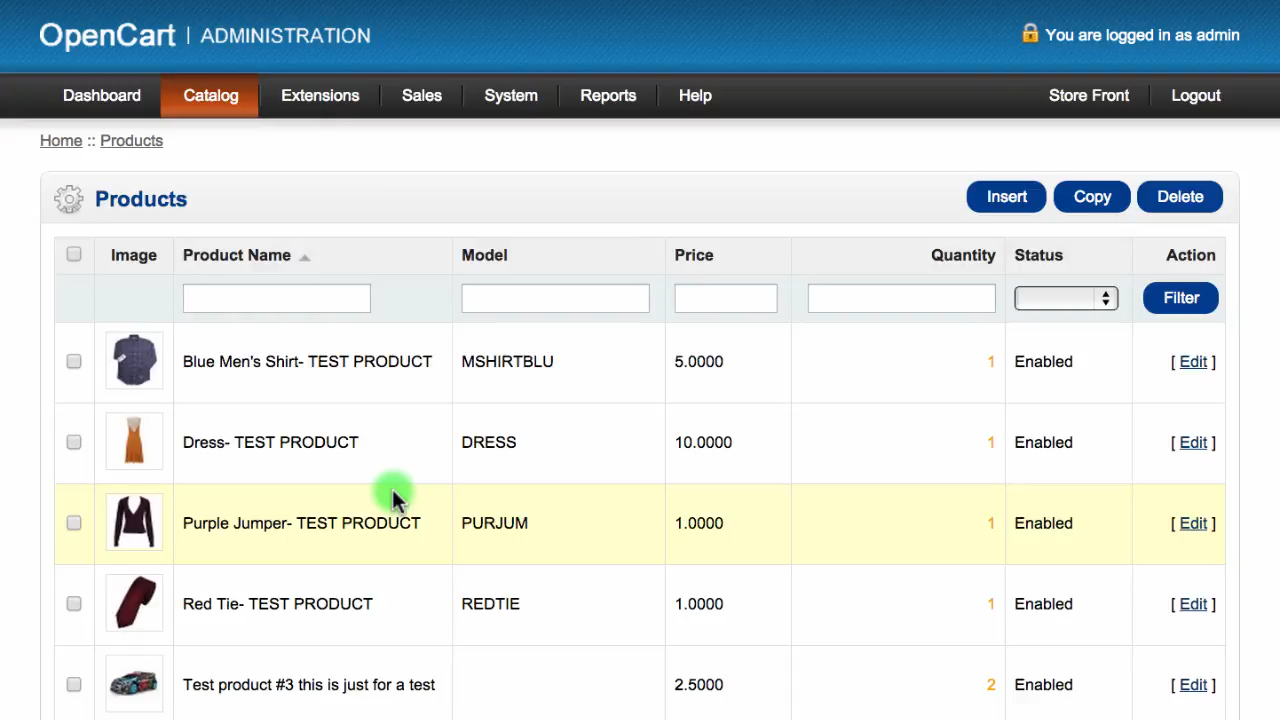 OpenCart | ADMINISTRATION
You are logged in as admin
Dashboard Catalog Extensions Sales System Reports Help Store Front Logout
Home :: Products
Products Insert Copy Delete
Image Product Name Model Price Quantity Status Action
Filter
Blue Men's Shirt- TEST PRODUCT MSHIRTBLU 5.0000 1 Enabled [ Edit ]
Dress- TEST PRODUCT DRESS 10.0000 1 Enabled [ Edit ]
Purple Jumper- TEST PRODUCT PURJUM 1.0000 1 Enabled [ Edit ]
Red Tie- TEST PRODUCT REDTIE 1.0000 1 Enabled [ Edit ]
Test product #3 this is just for a test 2.5000 2 Enabled [ Edit ]